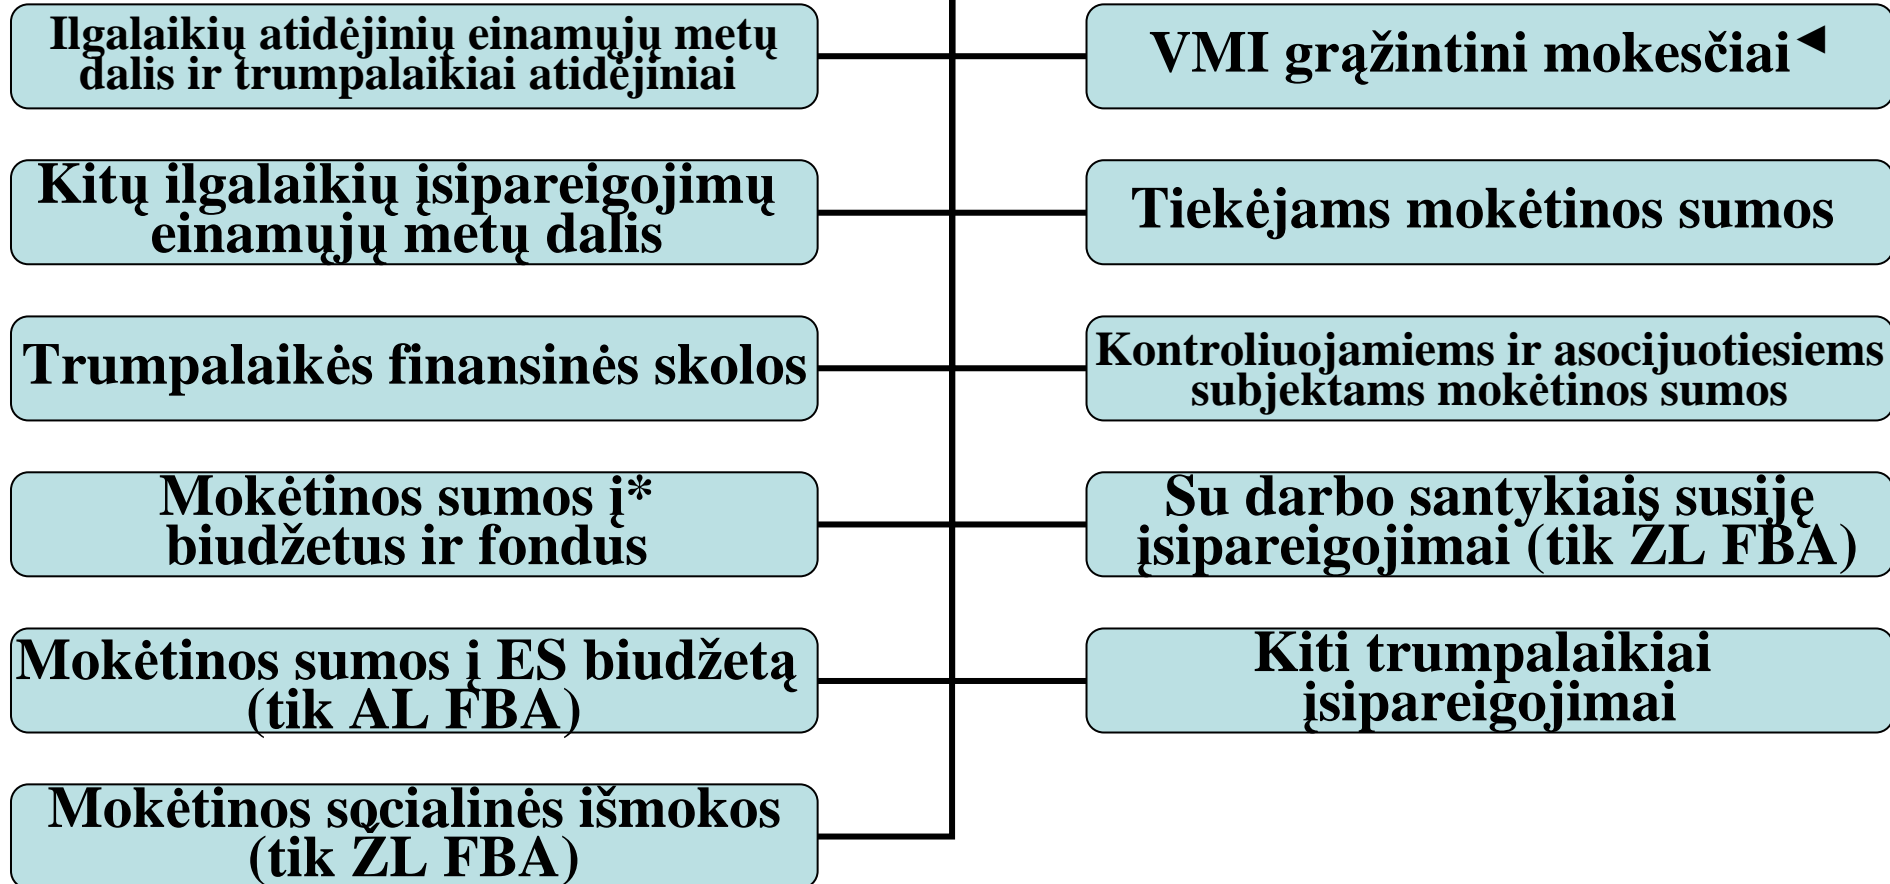 Ilgalaikių atidėjinių einamųjų metų
dalis ir trumpalaikiai atidėjiniai
VMI grąžintini mokesčiai◄
Kitų ilgalaikių įsipareigojimų
einamųjų metų dalis
Tiekėjams mokėtinos sumos
Trumpalaikės finansinės skolos
Kontroliuojamiems ir asocijuotiesiems
subjektams mokėtinos sumos
Mokėtinos sumos į*
biudžetus ir fondus
Su darbo santykiais susiję
įsipareigojimai (tik ŽL FBA)
Mokėtinos sumos į ES biudžetą
(tik AL FBA)
Kiti trumpalaikiai
įsipareigojimai
Mokėtinos socialinės išmokos
(tik ŽL FBA)